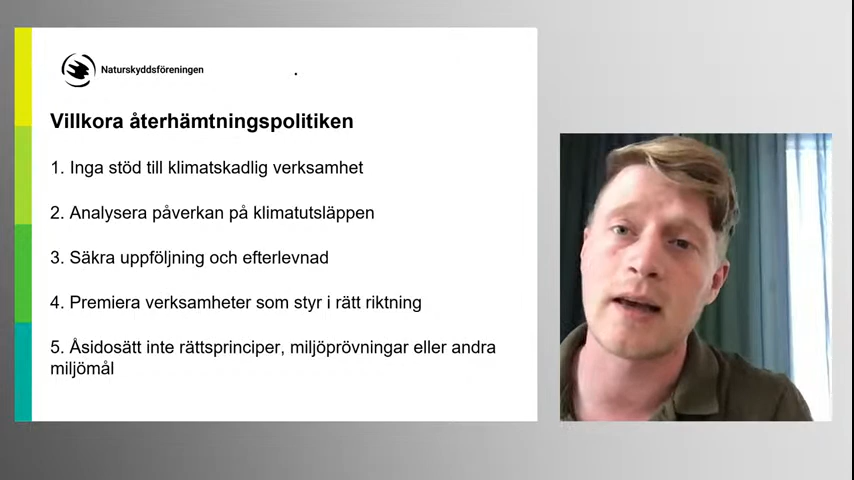 Naturskyddsföreningen
Villkora återhämtningspolitiken
1. Inga stöd till klimatskadlig verksamhet
2. Analysera påverkan på klimatutsläppen
3. Säkra uppföljning och efterlevnad
4. Premiera verksamheter som styr i rätt riktning
5. Åsidosätt inte rättsprinciper, miljöprövningar eller andra
miljömål